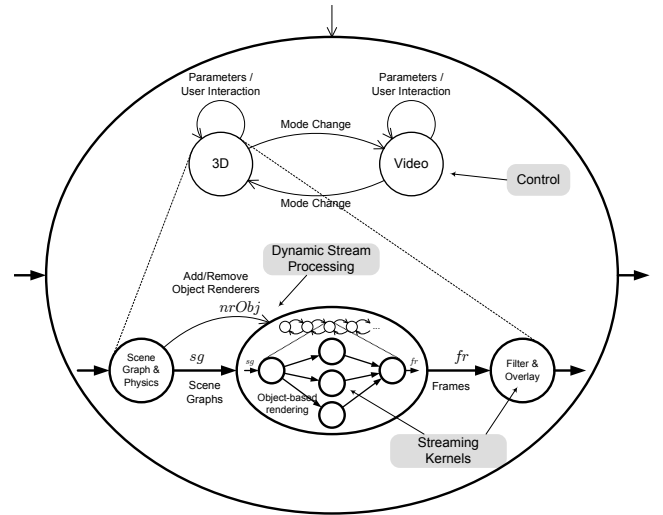 Parameters /
User Interaction
Parameters /
User Interaction
Mode Change
3D
Video
Control
Mode Change
Dynamic Stream
Processing
Add/Remove
Object Renderers
nrObj
...
Scene
Graph &
Physics
sg
Scene
Graphs
sg
fr
Object-based
rendering
fr
Frames
Filter &
Overlay
Streaming
Kernels